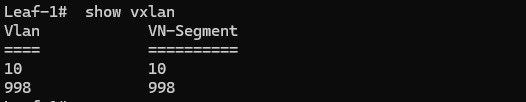 Leaf-1#  show vxlan
Vlan            VN-Segment
====            ==========
10              10
998             998